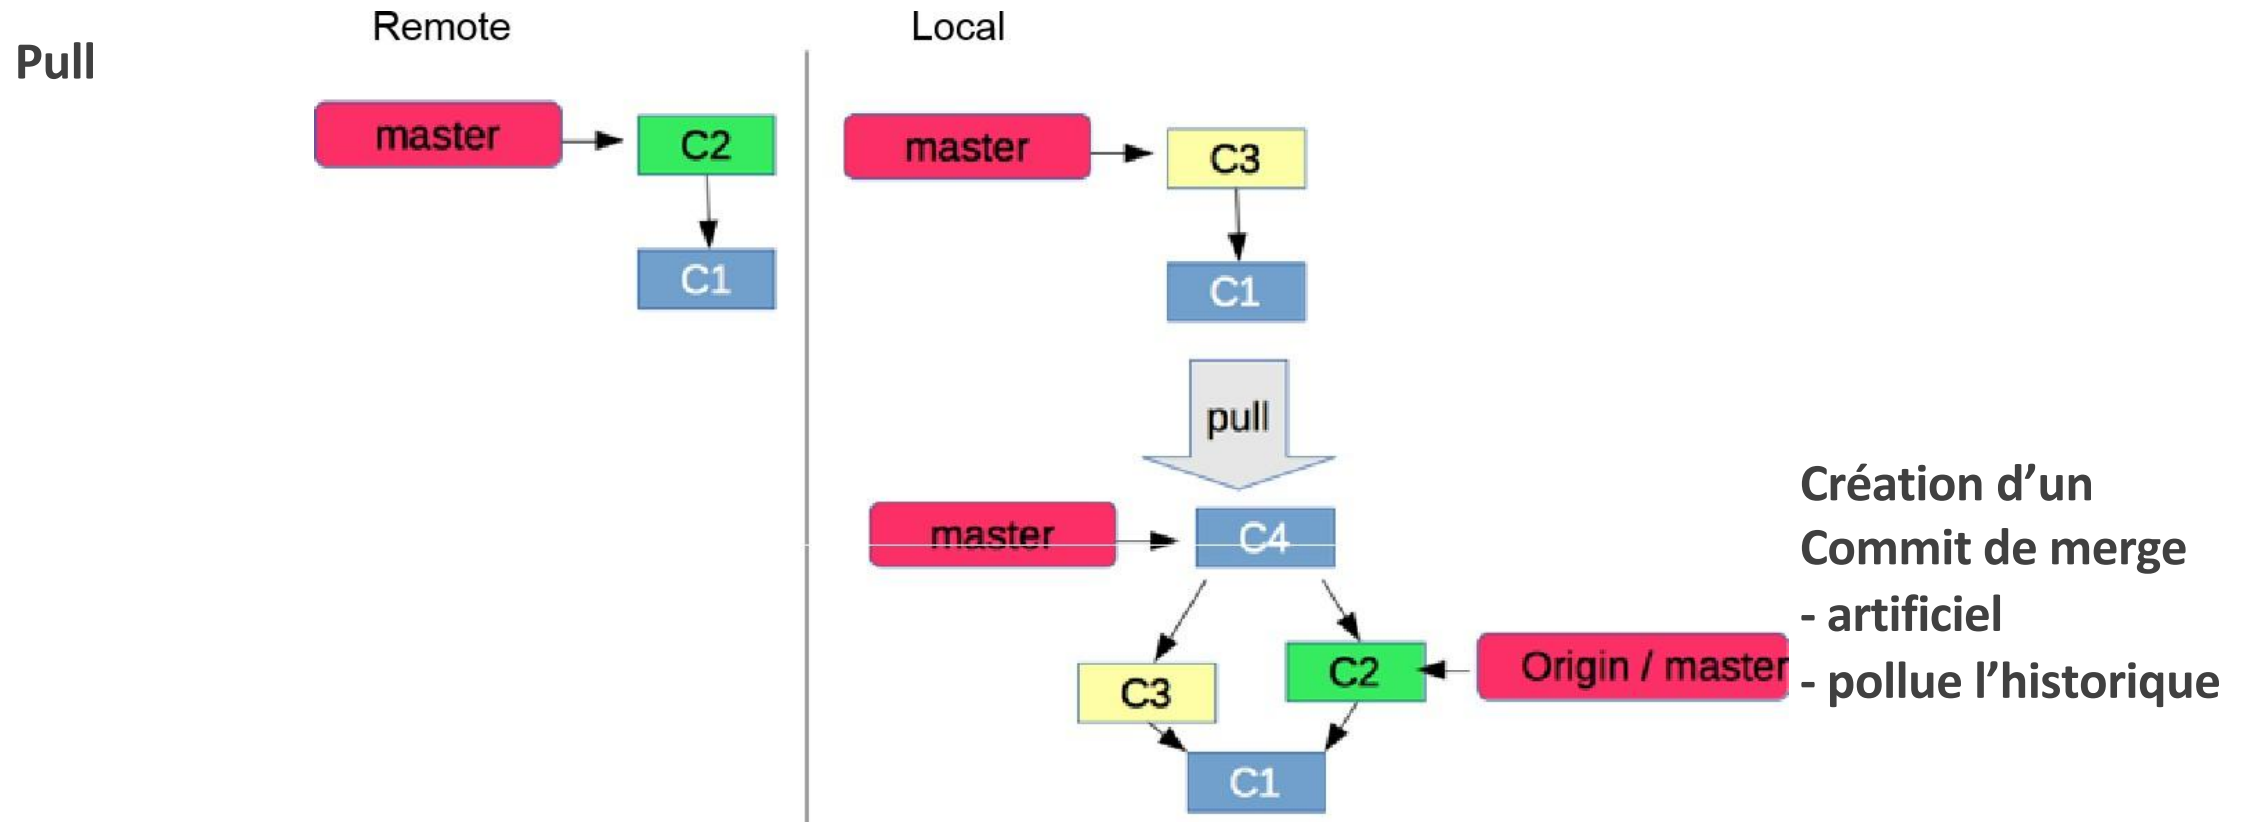 Pull
Remote
Local
master
C2
C1
master
C3
C1
pull
master
C4
C3
C2
Origin / master
C1
Création d’un
Commit de merge
- artificiel
- pollue l’historique